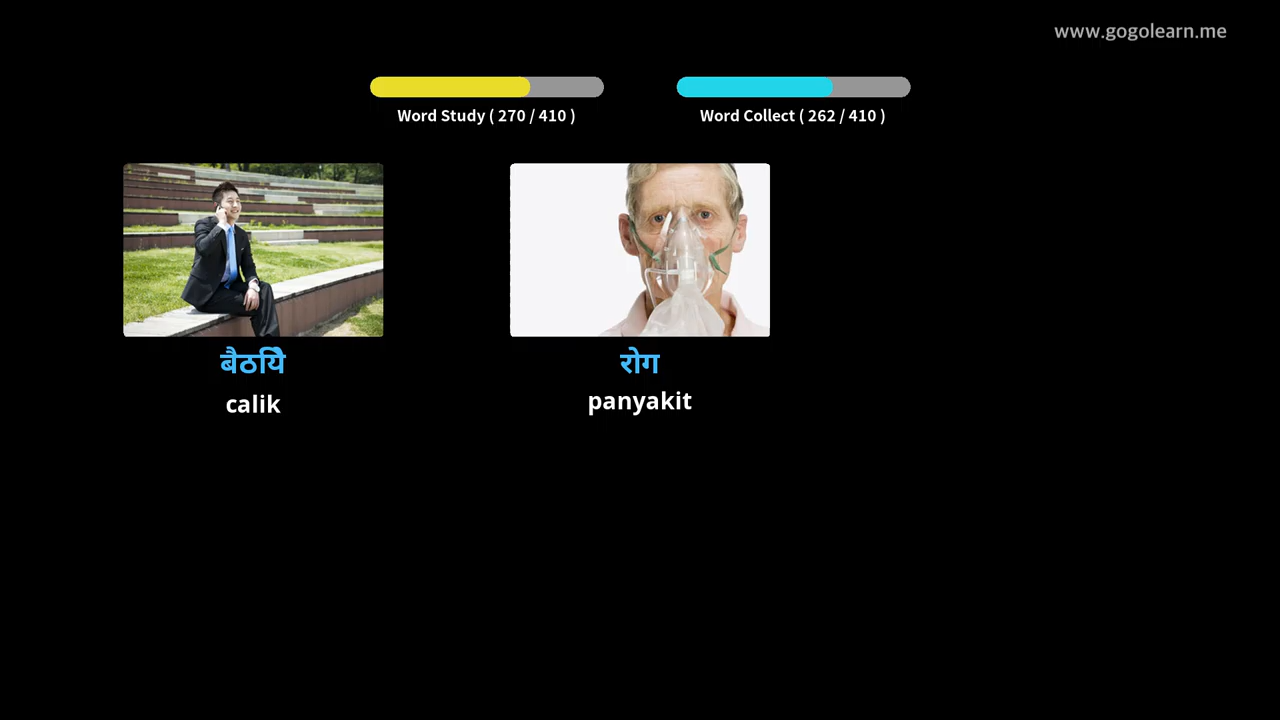 www.gogolearn.me
Word Study ( 270 / 410 )
Word Collect ( 262 / 410 )
बैठयेि
रोग
calik
panyakit